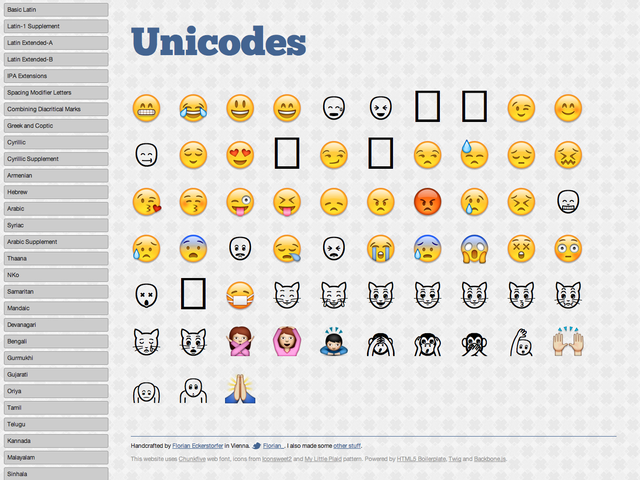 Basic Latin
Latin-1 Supplement
Latin Extended-A
Latin Extended-B
IPA Extensions
Spacing Modifier Letters
Combining Diacritical Marks
Greek and Coptic
Cyrillic
Cyrillic Supplement
Armenian
Hebrew
Arabic
Syriac
Arabic Supplement
Thaana
NKo
Samaritan
Mandaic
Devanagari
Bengali
Gurmukhi
Gujarati
Oriya
Tamil
Telugu
Kannada
Malayalam
Sinhala
Unicodes
Handcrafted by Florian Eckerstorfer in Vienna. Florian_. I also made some other stuff.
This website uses Chunkfive web font, icons from Iconsweet2 and My Little Plaid pattern. Powered by HTML5 Boilerplate, Twig and Backbone.js.